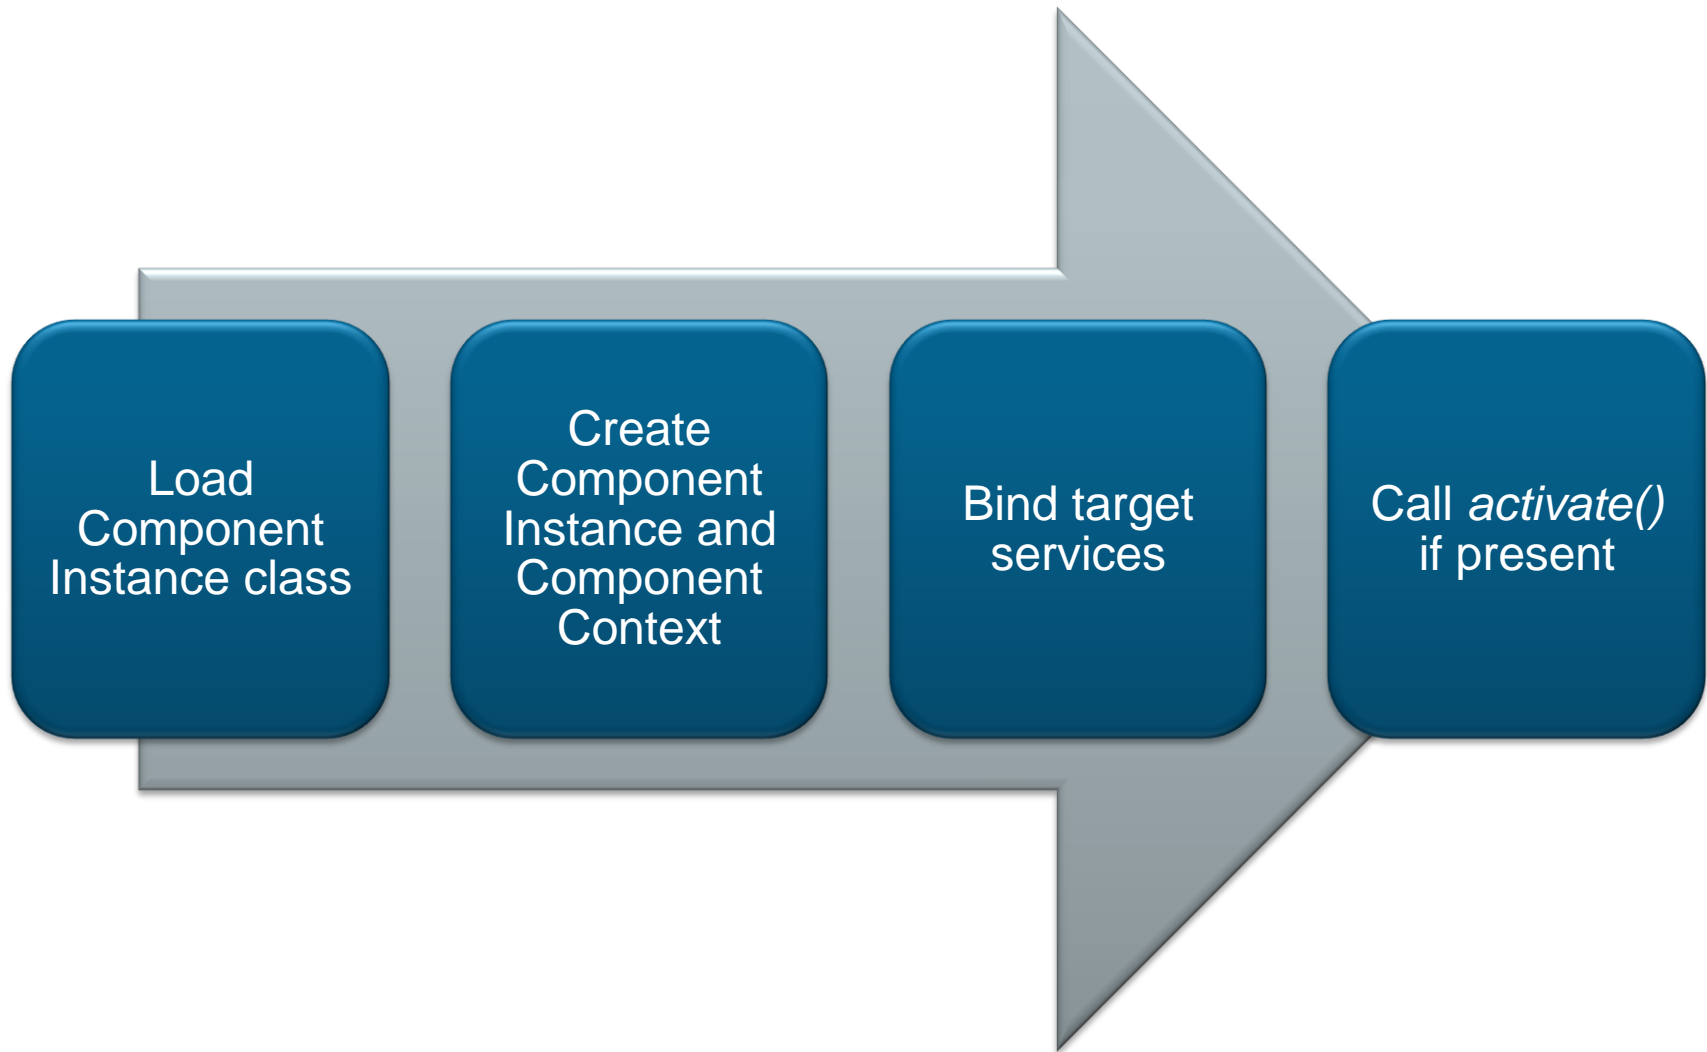 Load
Component
Instance class
Create
Component
Instance and
Component
Context
Bind target
services
Call activate()
if present